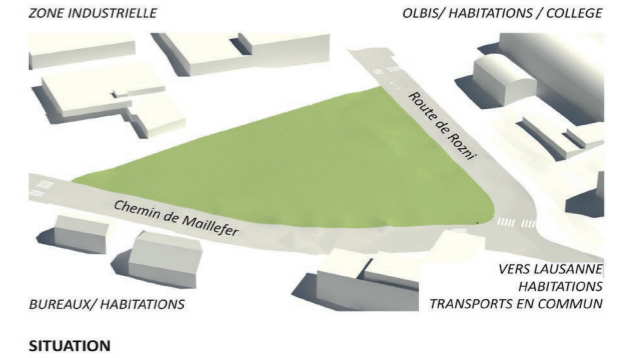 ZONE INDUSTRIELLE
OLBIS/ HABITATIONS / COLLEGE
Route de Rozni
Chemin de Maillefer
BUREAUX/ HABITATIONS
VERS LAUSANNE
HABITATIONS
TRANSPORTS EN COMMUN
SITUATION